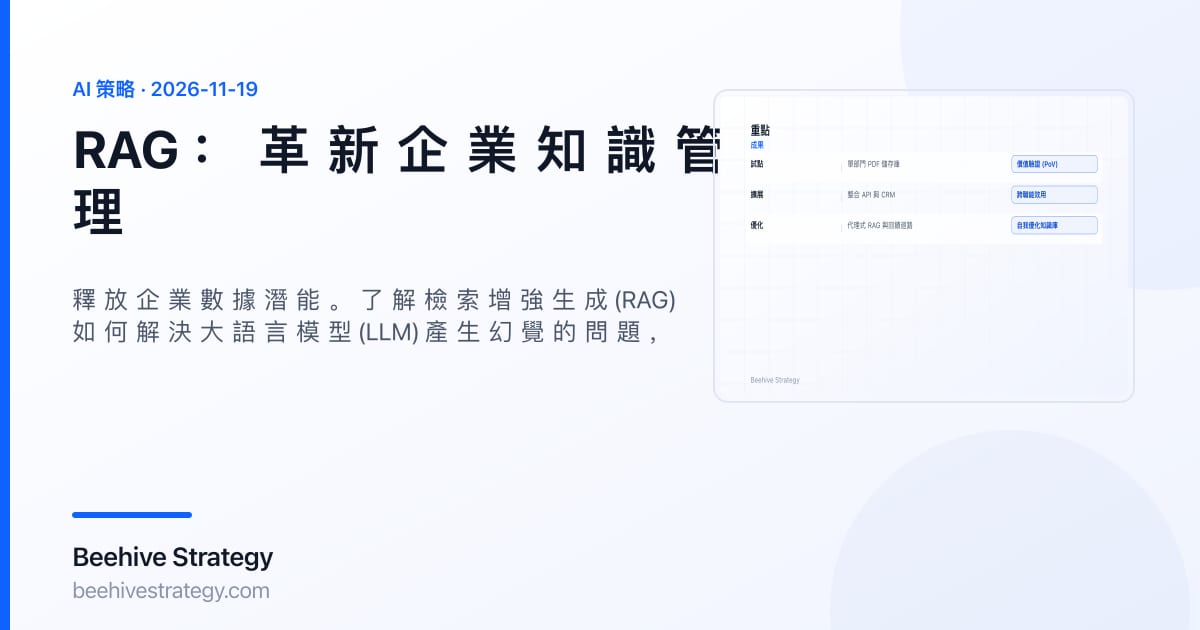 AI 策略 · 2026-11-19
RAG：革新企業知識管
理
釋放企業數據潛能。了解檢索增強生成(RAG)
如何解決大語言模型(LLM)產生幻覺的問題，
重點
成果
試點 單部門 PDF 儲存庫 價值驗證 (PoV)
擴展 整合 API 與 CRM 跨職能效用
優化 代理式 RAG 與回饋迴路 自我優化知識庫
Beehive Strategy
Beehive Strategy
beehivestrategy.com